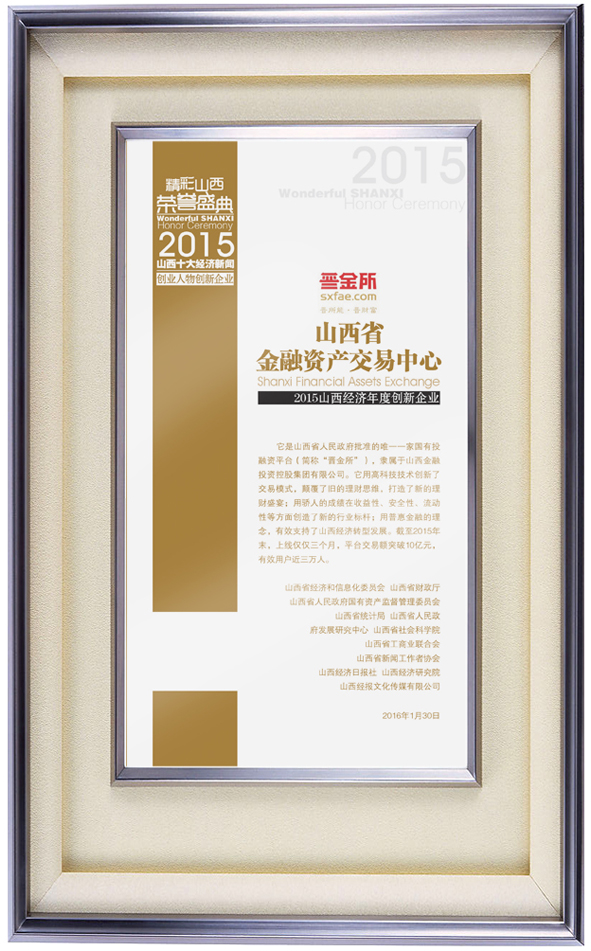 精彩山西
荣誉盛典
Wonderful SHANXI
Honor Ceremony
2015
山西十大经济新闻
创业人物创新企业
2015
Wonderful SHANXI
Honor Ceremony
晋金所
sxfae.com
山西省
金融资产交易中心
Shanxi Financial Assets Exchange
2015山西经济年度创新企业
它是山西省人民政府批准的唯一一家国有投
融资平台（简称“晋金所”），隶属于山西金融
投资控股集团有限公司。它用高科技技术创新了
交易模式，颠覆了旧的理财思维，打造了新的理
财盛宴；用骄人的成绩在收益性、安全性、流动
性等方面创造了新的行业标杆；用普惠金融的理
念，有效支持了山西经济转型发展。截至2015年
末，上线仅仅三个月，平台交易额突破10亿元，
有效用户近三万人。
山西省经济和信息化委员会 山西省财政厅
山西省人民政府国有资产监督管理委员会
山西省统计局 山西省人民政
府发展研究中心 山西省社会科学院
山西省工商业联合会
山西省新闻工作者协会
山西经济日报社 山西经济研究院
山西经报文化传媒有限公司
2016年1月30日